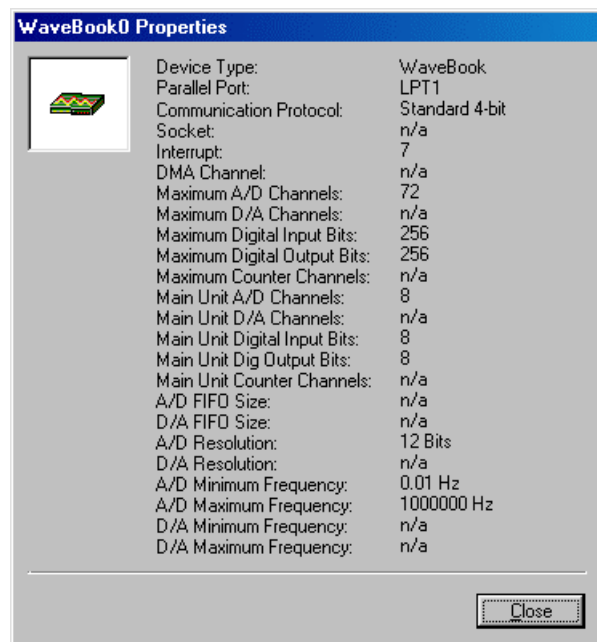 WaveBook0 Properties
Device Type: WaveBook
Parallel Port: LPT1
Communication Protocol: Standard 4-bit
Socket: n/a
Interrupt: 7
DMA Channel: n/a
Maximum A/D Channels: 72
Maximum D/A Channels: n/a
Maximum Digital Input Bits: 256
Maximum Digital Output Bits: 256
Maximum Counter Channels: n/a
Main Unit A/D Channels: 8
Main Unit D/A Channels: n/a
Main Unit Digital Input Bits: 8
Main Unit Dig Output Bits: 8
Main Unit Counter Channels: n/a
A/D FIFO Size: n/a
D/A FIFO Size: n/a
A/D Resolution: 12 Bits
D/A Resolution: n/a
A/D Minimum Frequency: 0.01 Hz
A/D Maximum Frequency: 1000000 Hz
D/A Minimum Frequency: n/a
D/A Maximum Frequency: n/a
Close